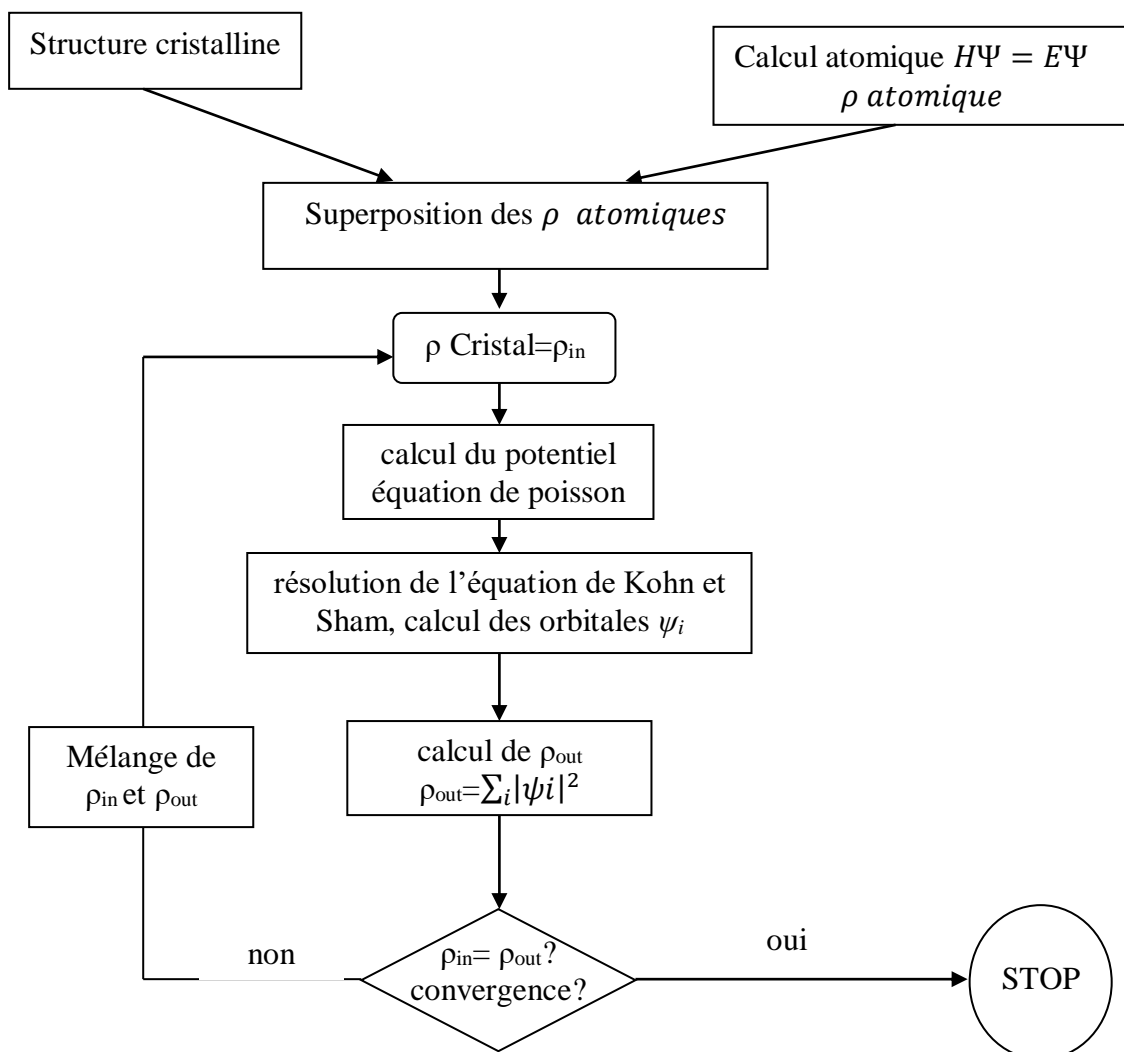 Structure cristalline
Calcul atomique 𝐻Ψ = 𝐸Ψ
𝜌 𝑎𝑡𝑜𝑚𝑖𝑞𝑢𝑒
Superposition des 𝜌 𝑎𝑡𝑜𝑚𝑖𝑞𝑢𝑒𝑠
ρ Cristal=ρin
calcul du potentiel
équation de poisson
résolution de l’équation de Kohn et
Sham, calcul des orbitales ψi
Mélange de
ρin et ρout
calcul de ρout
ρout=∑i|𝜓𝑖|²
ρin= ρout?
convergence?
non
oui
STOP